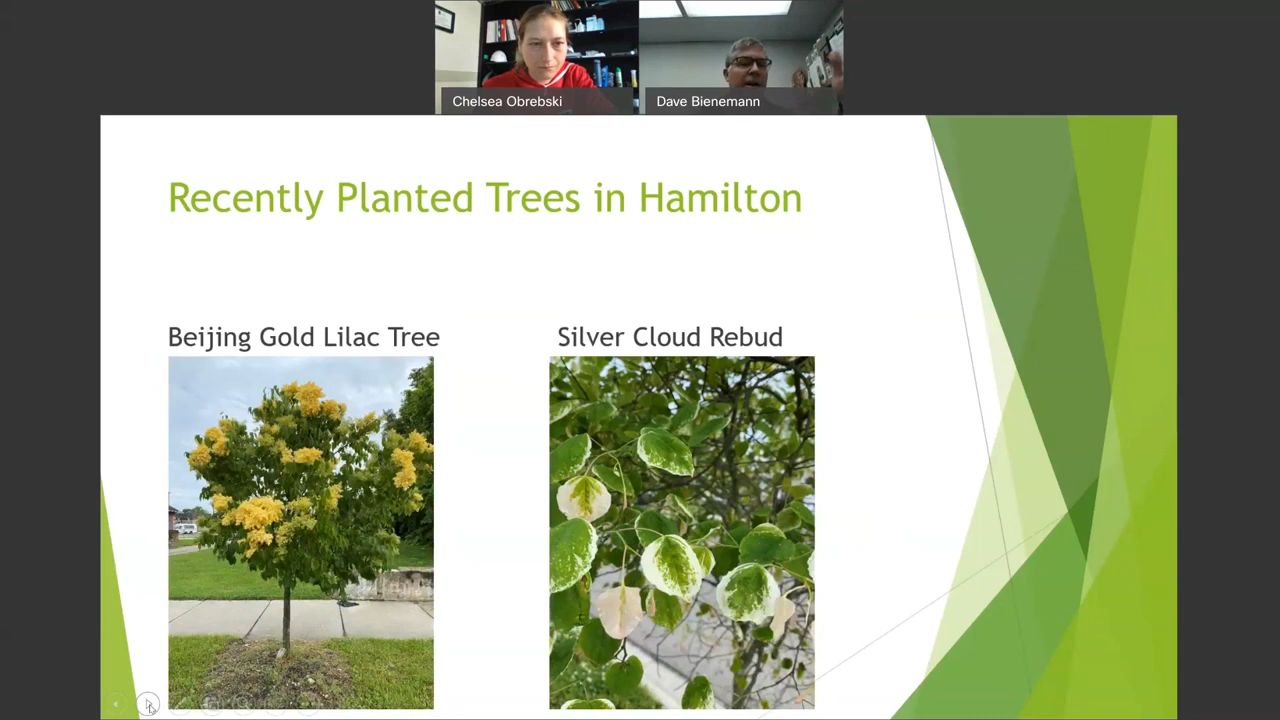 Chelsea Obrebski
Dave Bienemann
Recently Planted Trees in Hamilton
Beijing Gold Lilac Tree
Silver Cloud Rebud